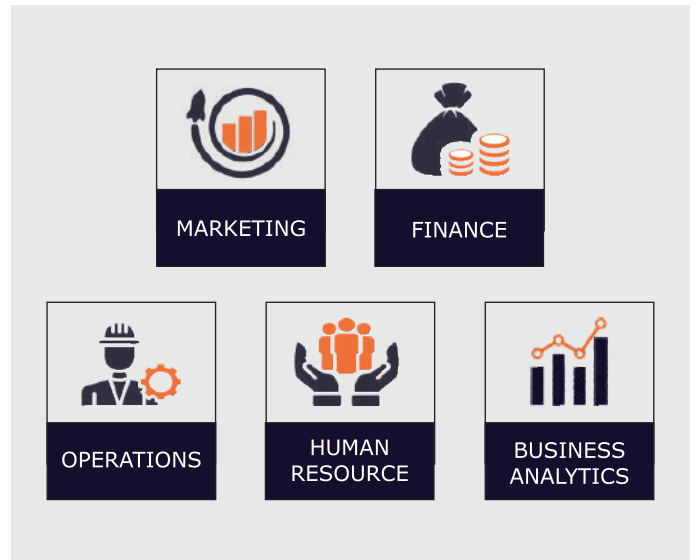 MARKETING
FINANCE
OPERATIONS
HUMAN
RESOURCE
BUSINESS
ANALYTICS